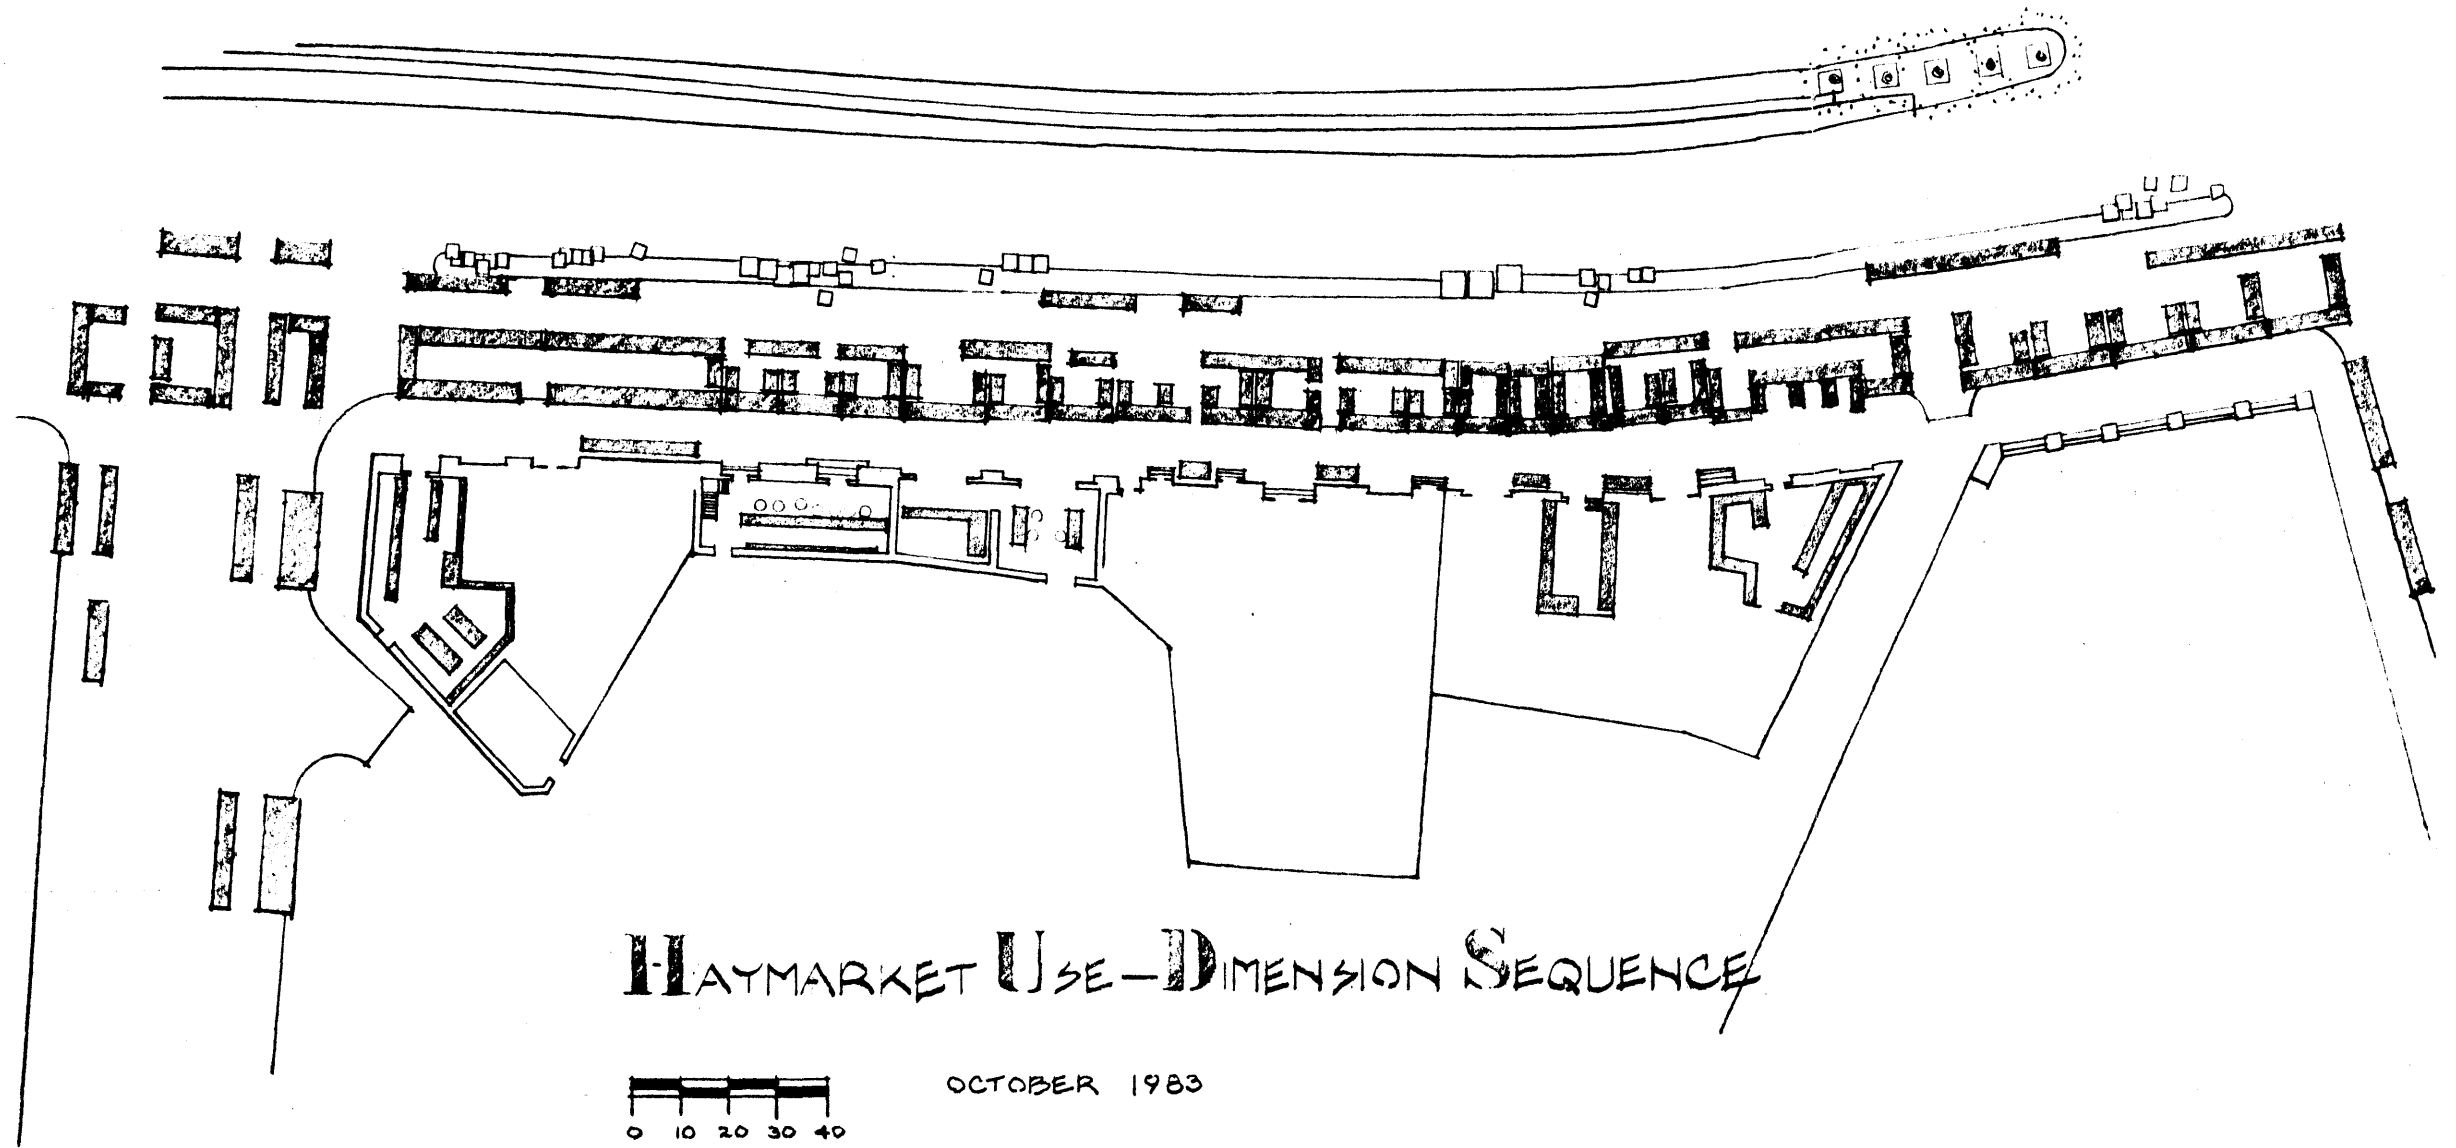 HAYMARKET USE–DIMENSION SEQUENCE
OCTOBER 1983
0 10 20 30 40